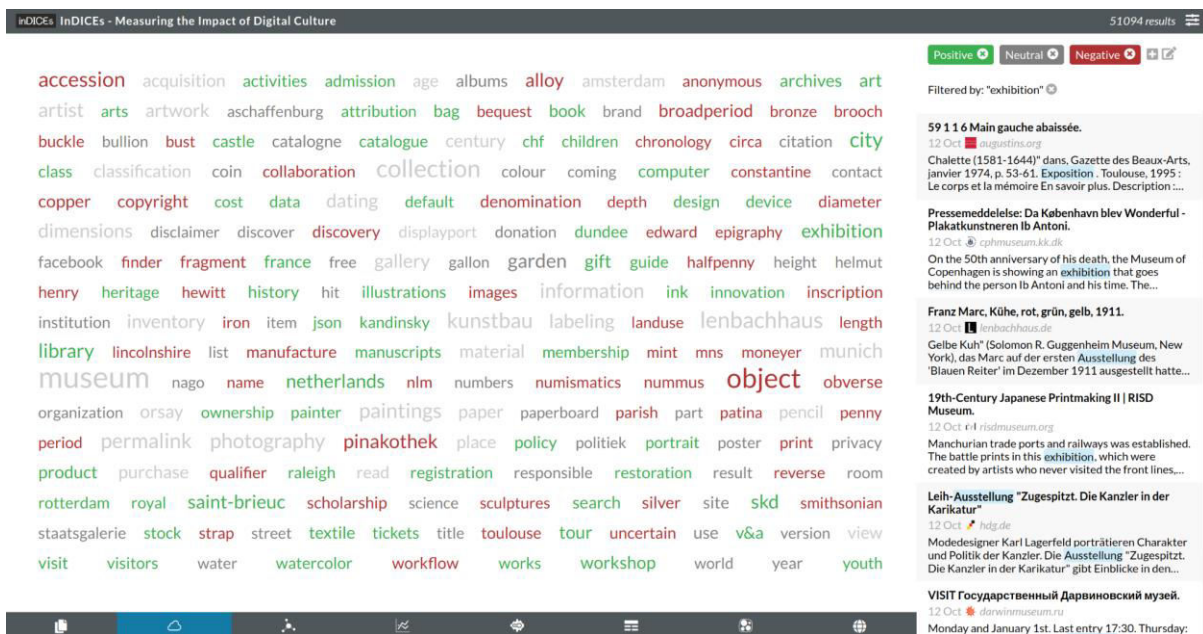 inDICEs InDICEs - Measuring the Impact of Digital Culture
51094 results
accession acquisition activities admission age albums alloy amsterdam anonymous archives art
artist arts artwork aschaffenburg attribution bag bequest book brand broadperiod bronze brooch
buckle bullion bust castle catalogne catalogue century chf children chronology circa citation city
class classification coin collaboration collection colour coming computer constantine contact
copper copyright cost data dating default denomination depth design device diameter
dimensions disclaimer discover discovery displayport donation dundee edward epigraphy exhibition
facebook finder fragment france free gallery gallon garden gift guide halfpenny height helmut
henry heritage hewitt history hit illustrations images information ink innovation inscription
institution inventory iron item json kandinsky kunstbau labeling landuse lenbachhaus length
library lincolnshire list manufacture manuscripts material membership mint mns moneyer munich
museum nago name netherlands nlm numbers numismatics nummus object obverse
organization orsay ownership painter paintings paper paperboard parish part patina pencil penny
period permalink photography pinakothek place policy politiek portrait poster print privacy
product purchase qualifier raleigh read registration responsible restoration result reverse room
rotterdam royal saint-brieuc scholarship science sculptures search silver site skd smithsonian
staatsgalerie stock strap street textile tickets title toulouse tour uncertain use v&a version view
visit visitors water watercolor workflow works workshop world year youth
Positive Neutral Negative
Filtered by: "exhibition"
59 1 1 6 Main gauche abaissée.
12 Oct augustins.org
Chalette (1581-1644)" dans, Gazette des Beaux-Arts,
janvier 1974, p. 53-61. Exposition . Toulouse, 1995 :
Le corps et la mémoire En savoir plus. Description :...
Pressemeddelelse: Da København blev Wonderful -
Plakatkunstneren Ib Antoni.
12 Oct cphmuseum.kk.dk
On the 50th anniversary of his death, the Museum of
Copenhagen is showing an exhibition that goes
behind the person Ib Antoni and his time. The...
Franz Marc, Kühe, rot, grün, gelb, 1911.
12 Oct L lenbachhaus.de
Gelbe Kuh" (Solomon R. Guggenheim Museum, New
York), das Marc auf der ersten Ausstellung des
'Blauen Reiter' im Dezember 1911 ausgestellt hatte...
19th-Century Japanese Printmaking II | RISD
Museum.
12 Oct risdmuseum.org
Manchurian trade ports and railways was established.
The battle prints in this exhibition, which were
created by artists who never visited the front lines,...
Leih-Ausstellung "Zugespitzt. Die Kanzler in der
Karikatur"
12 Oct hdg.de
Modedesigner Karl Lagerfeld porträtieren Charakter
und Politik der Kanzler. Die Ausstellung "Zugespitzt.
Die Kanzler in der Karikatur" gibt Einblicke in den...
VISIT Государственный Дарвиновский музей.
12 Oct darwinmuseum.ru
Monday and January 1st. Last entry 17:30. Thursday: